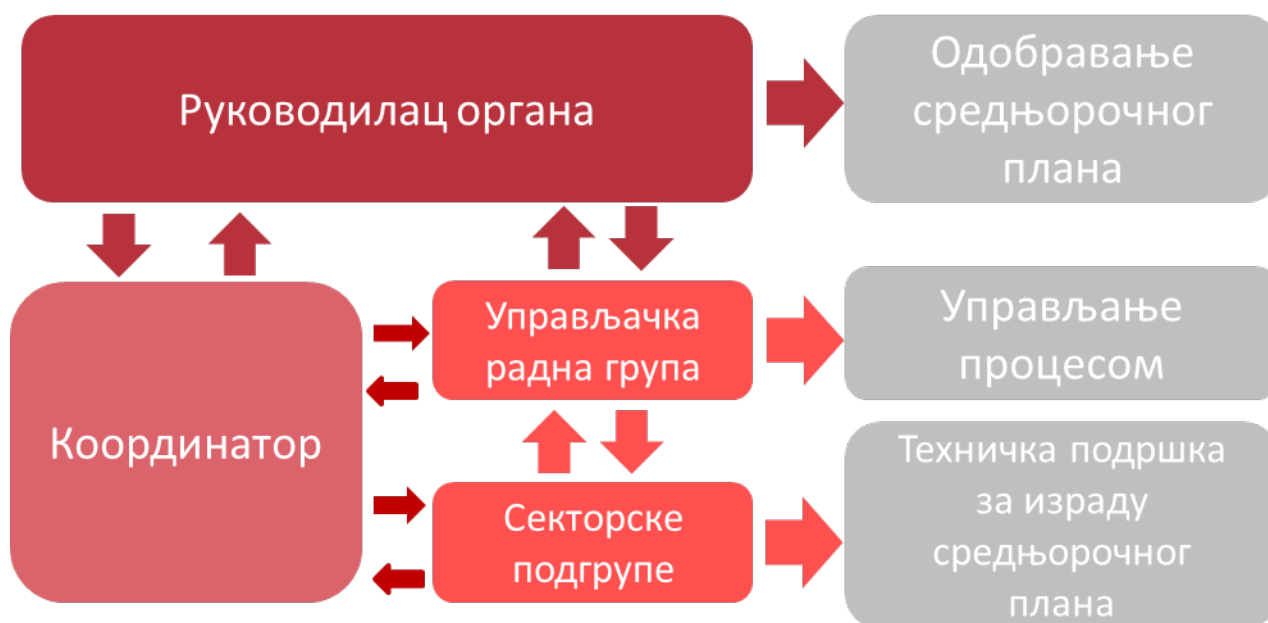 Руководилац органа
Одобравање
средњорочног
плана
Координатор
Управљачка
радна група
Управљање
процесом
Секторске
подгрупе
Техничка подршка
за израду
средњорочног
плана